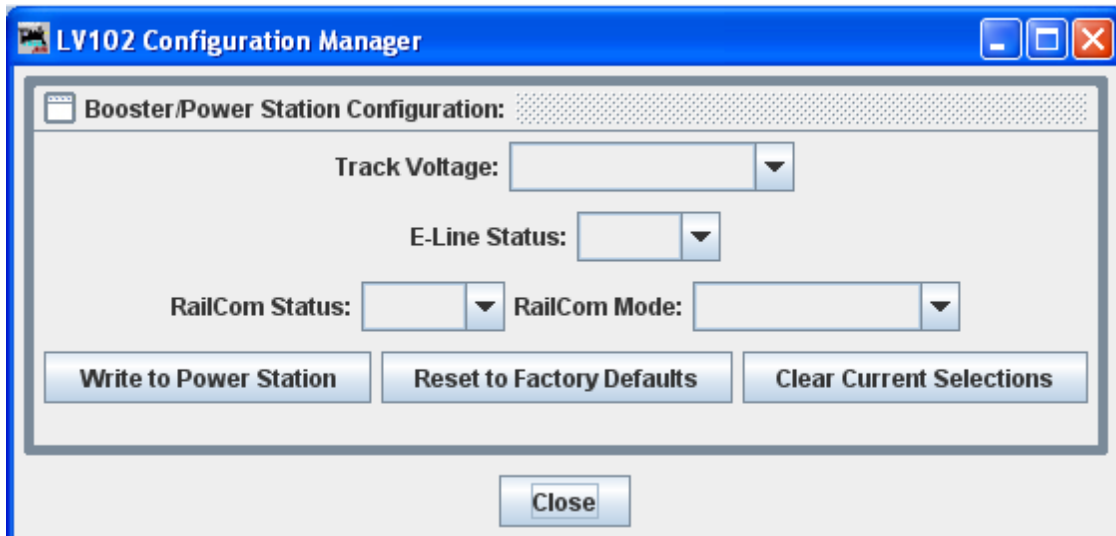 LV102 Configuration Manager
Booster/Power Station Configuration:
Track Voltage:
E-Line Status:
RailCom Status: RailCom Mode:
Write to Power Station Reset to Factory Defaults Clear Current Selections
Close